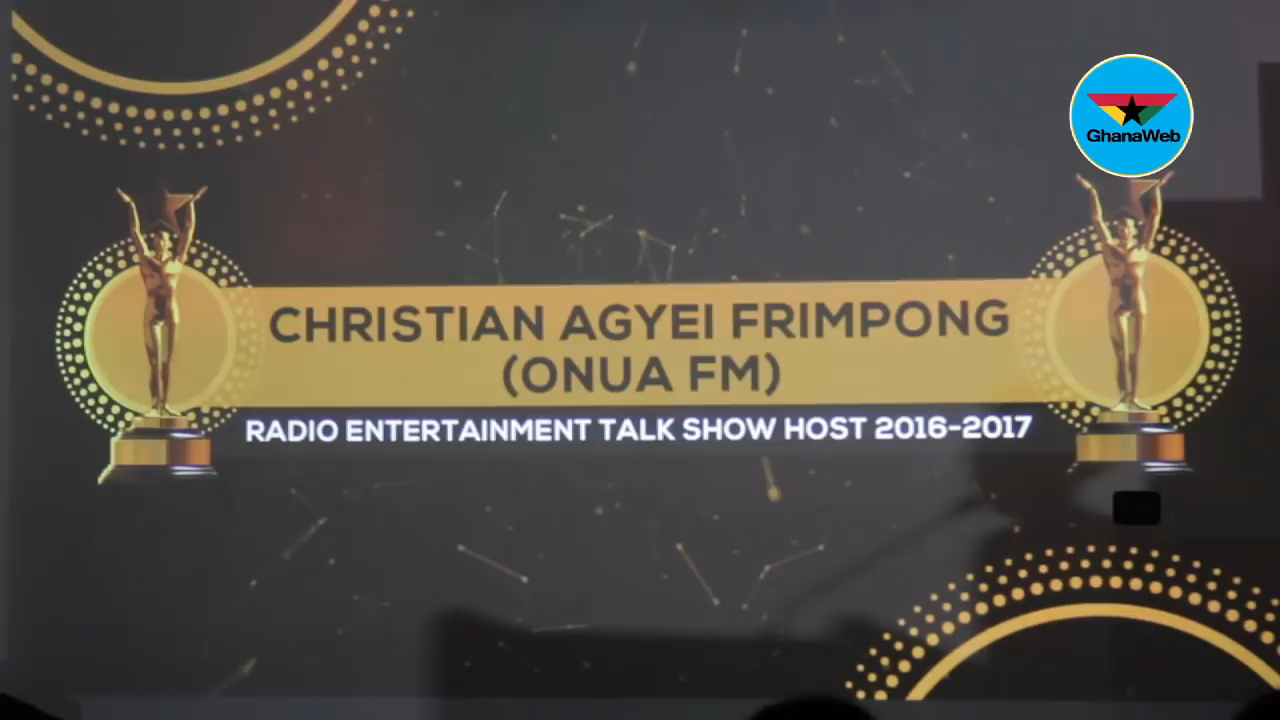 GhanaWeb
CHRISTIAN AGYEI FRIMPONG
(ONUA FM)
RADIO ENTERTAINMENT TALK SHOW HOST 2016-2017